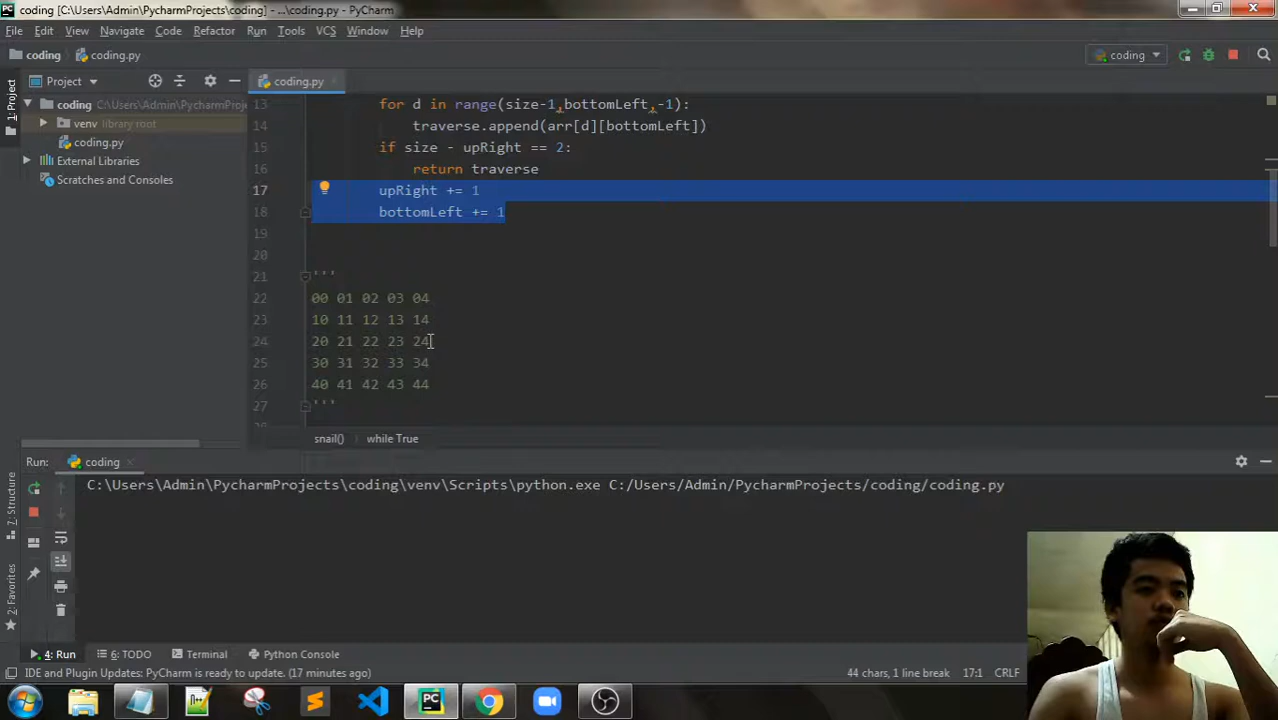 coding [C:\Users\Admin\PycharmProjects\coding] - ...\coding.py - PyCharm
File Edit View Navigate Code Refactor Run Tools VCS Window Help
coding coding.py coding
1: Project Project coding.py
coding C:\Users\Admin\PycharmProj
venv library root
coding.py
External Libraries
Scratches and Consoles
13 for d in range(size-1,bottomLeft,-1):
14 traverse.append(arr[d][bottomLeft])
15 if size - upRight == 2:
16 return traverse
17 upRight += 1
18 bottomLeft += 1
19
20
21 '''
22 00 01 02 03 04
23 10 11 12 13 14
24 20 21 22 23 24
25 30 31 32 33 34
26 40 41 42 43 44
27 '''
snail() while True
Run: coding
C:\Users\Admin\PycharmProjects\coding\venv\Scripts\python.exe C:/Users/Admin/PycharmProjects/coding/coding.py
7: Structure
2: Favorites
4: Run 6: TODO Terminal Python Console
IDE and Plugin Updates: PyCharm is ready to update. (17 minutes ago) 44 chars, 1 line break 17:1 CRLF